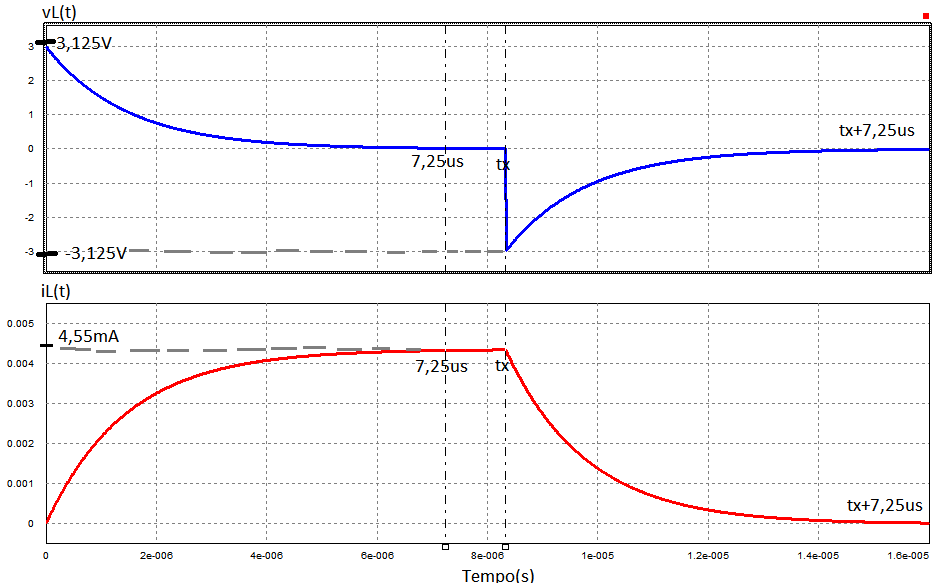 vL(t)
3,125V
3
2
1
0
-1
-2
-3
7,25us
tx
tx+7,25us
-3,125V
iL(t)
4,55mA
0.005
0.004
0.003
0.002
0.001
0
7,25us
tx
tx+7,25us
0 2e-006 4e-006 6e-006 8e-006 1e-005 1.2e-005 1.4e-005 1.6e-005
Tempo(s)